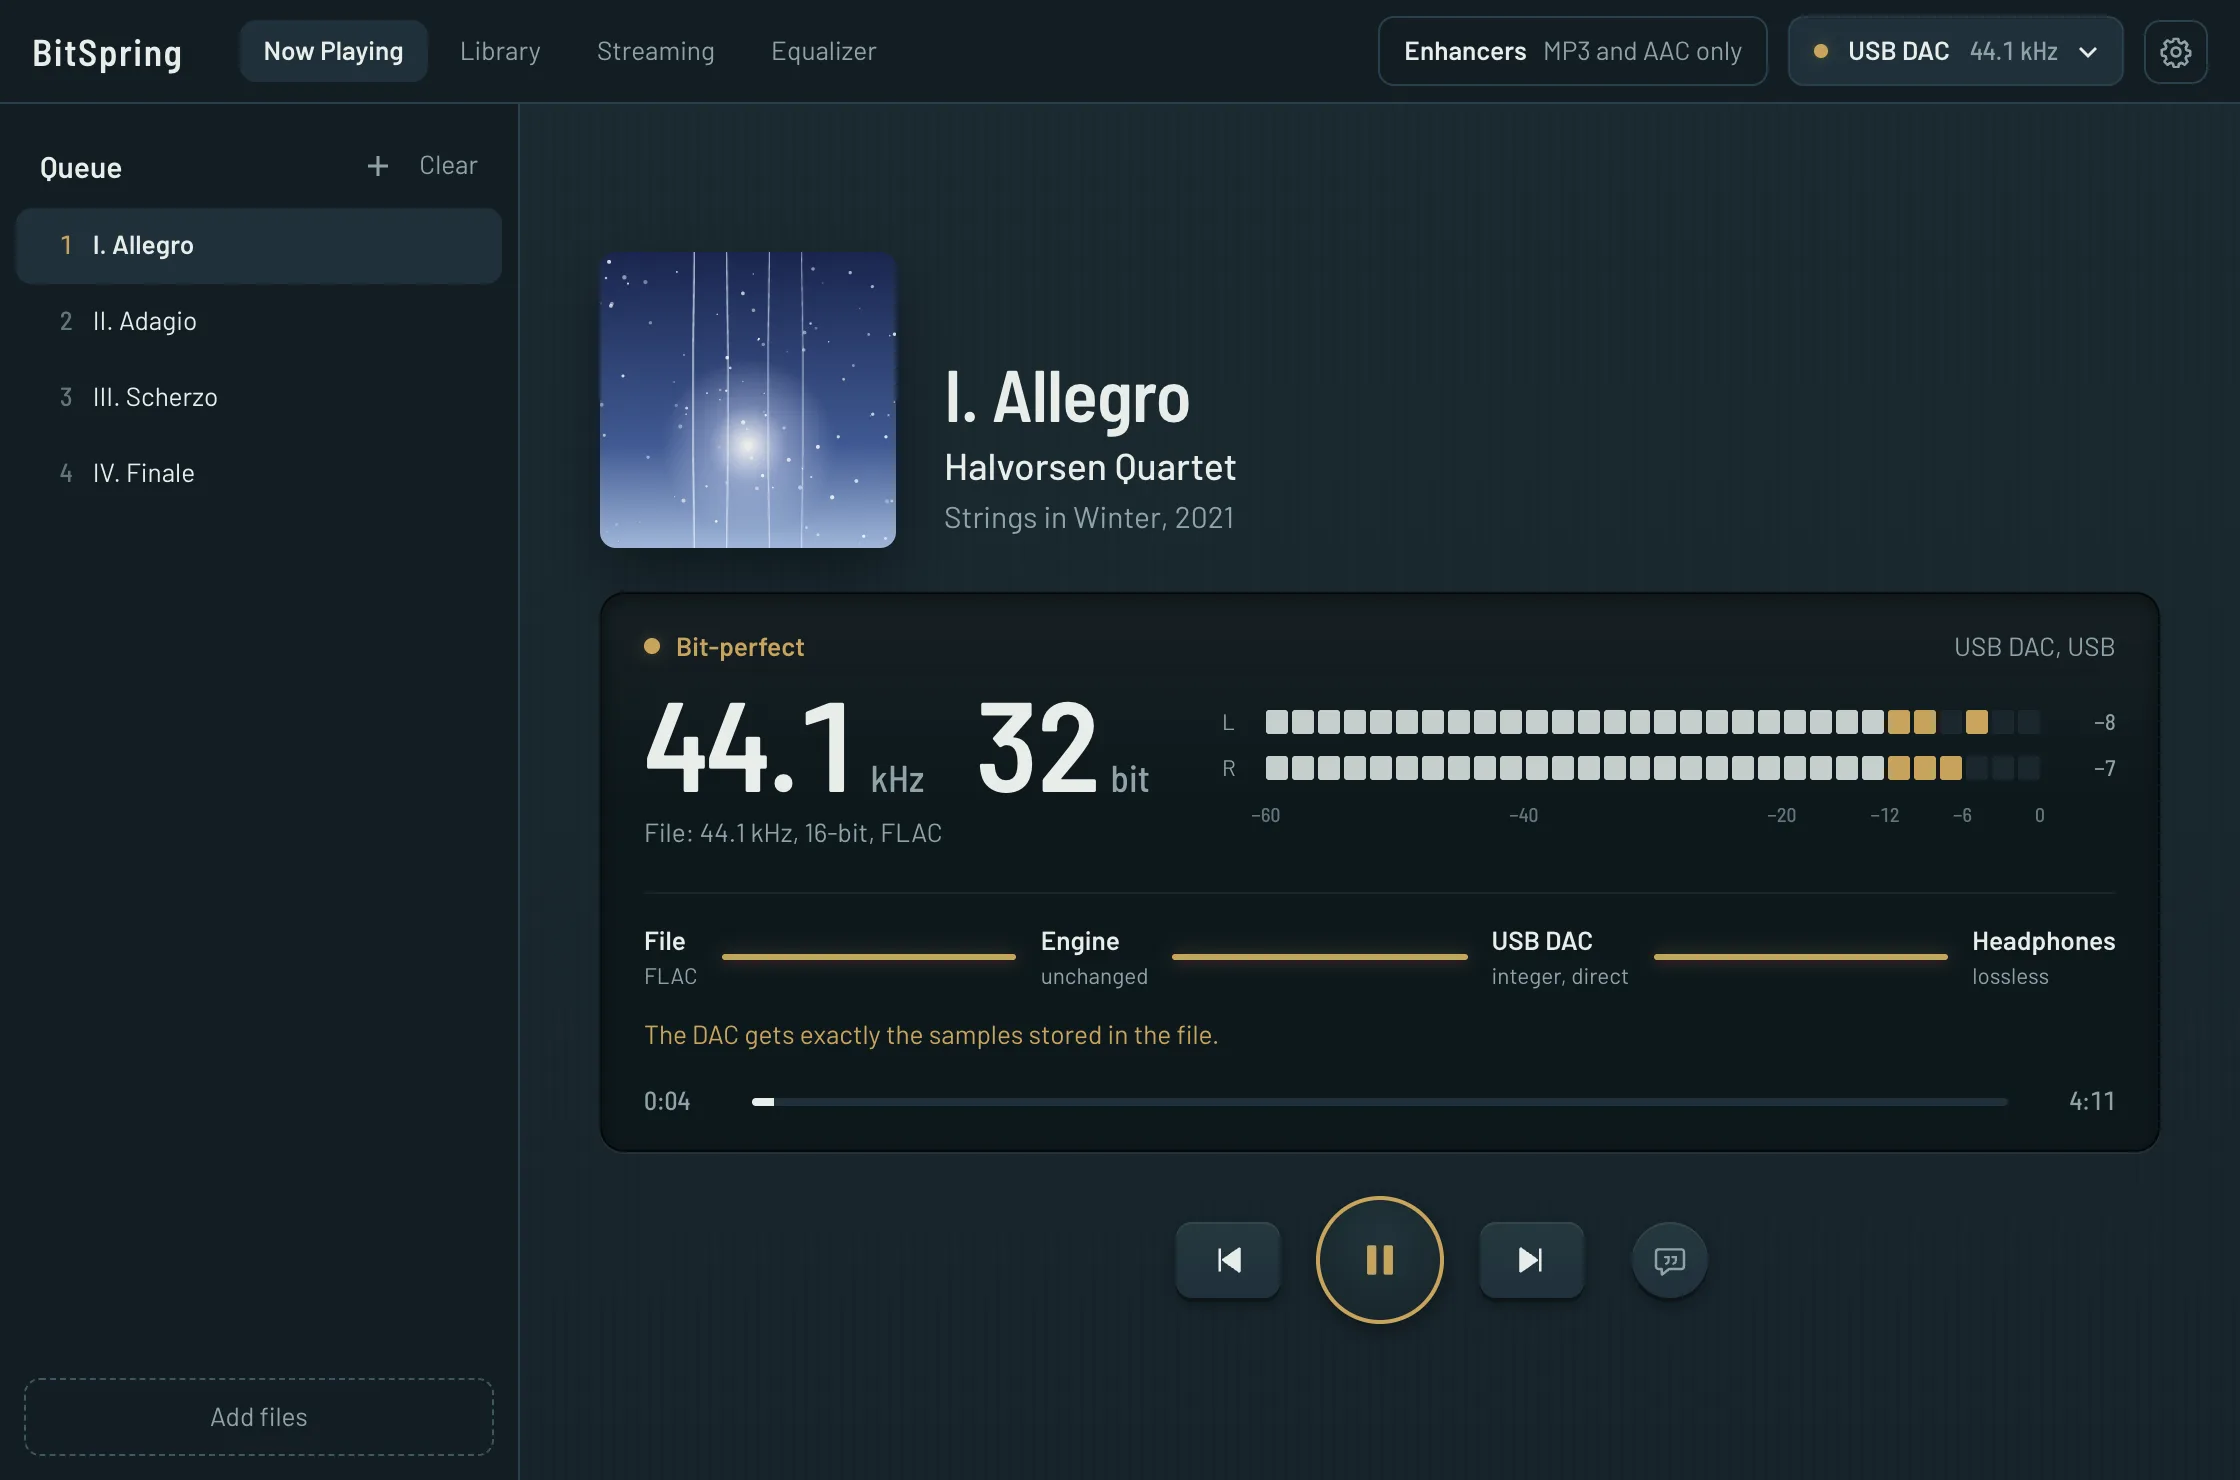 BitSpring
Now Playing
Library
Streaming
Equalizer
Enhancers MP3 and AAC only
USB DAC 44.1 kHz
Queue
+ Clear
1 I. Allegro
2 II. Adagio
3 III. Scherzo
4 IV. Finale
Add files
I. Allegro
Halvorsen Quartet
Strings in Winter, 2021
Bit-perfect
USB DAC, USB
44.1 kHz 32 bit
File: 44.1 kHz, 16-bit, FLAC
L −8
R −7
−60 −40 −20 −12 −6 0
File
FLAC
Engine
unchanged
USB DAC
integer, direct
Headphones
lossless
The DAC gets exactly the samples stored in the file.
0:04 4:11